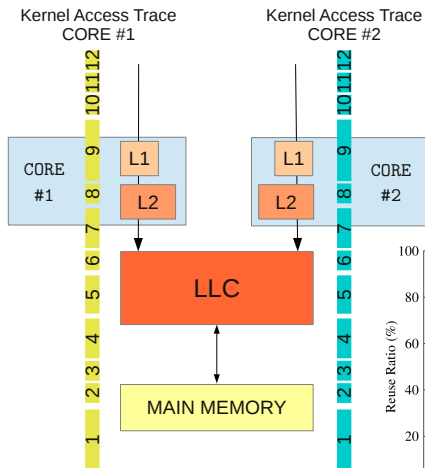 Kernel Access Trace
CORE #1
Kernel Access Trace
CORE #2
12
11
10
9
8
7
6
5
4
3
2
1
CORE
#1
L1
L2
L1
L2
CORE
#2
12
11
10
9
8
7
6
5
4
3
2
1
LLC
MAIN MEMORY
Reuse Ratio (%)
100
80
60
40
20